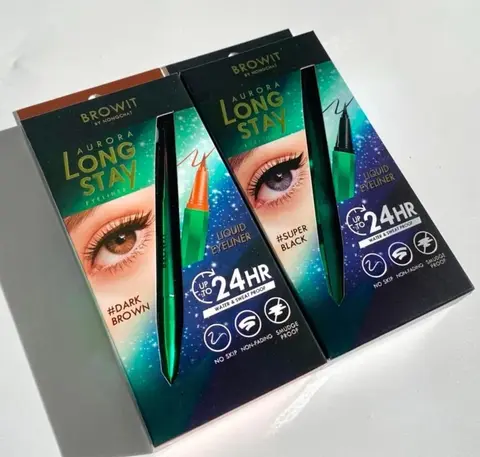 BROWIT
BY NONGCHAT
AURORA
LONG
STAY
EYELINER
LIQUID
EYELINER
#DARK
BROWN
UP
TO
24HR
WATER & SWEAT PROOF
NO SKIP
NON-FADING
SMUDGE
PROOF
BROWIT
BY NONGCHAT
AURORA
LONG
STAY
EYELINER
LIQUID
EYELINER
#SUPER
BLACK
UP
TO
24HR
WATER & SWEAT PROOF
NO SKIP
NON-FADING
SMUDGE
PROOF